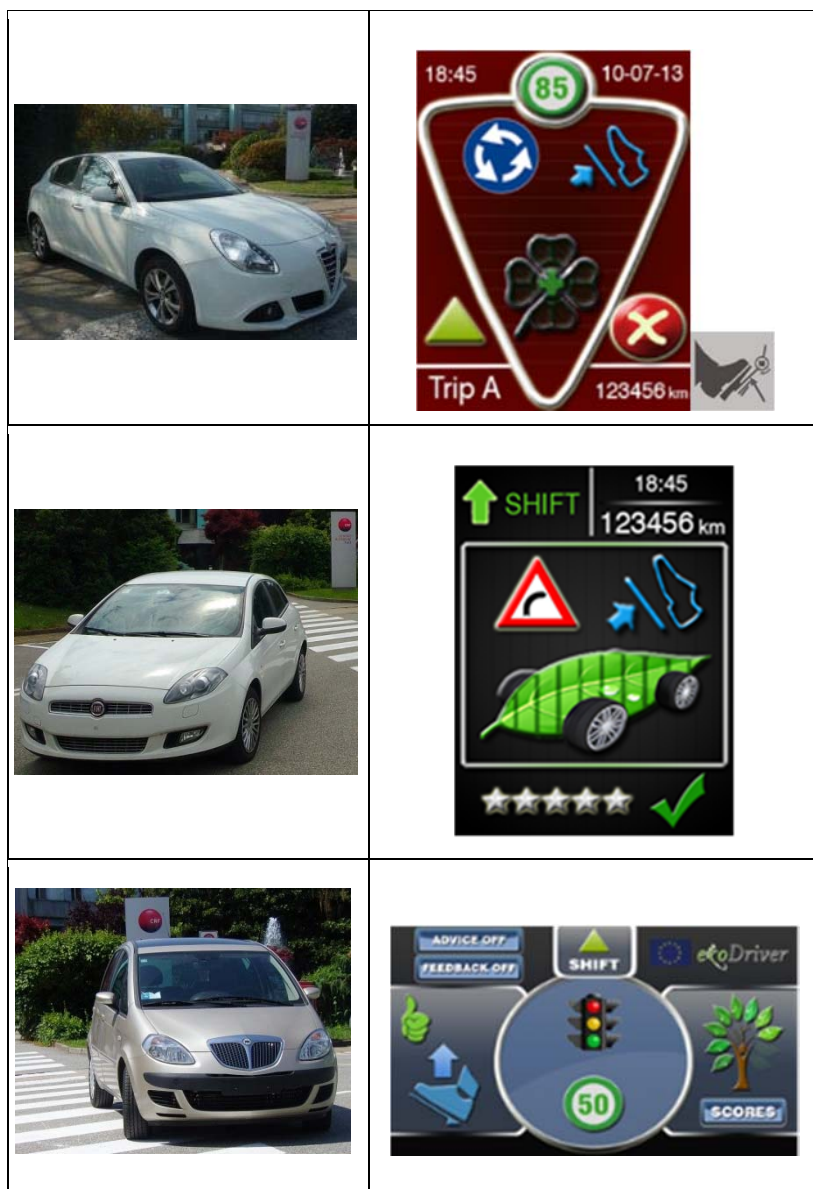 18:45
10-07-13
85
Trip A
123456 km
SHIFT
18:45
123456 km
ADVICE OFF
FEEDBACK OFF
SHIFT
ecoDriver
50
SCORES